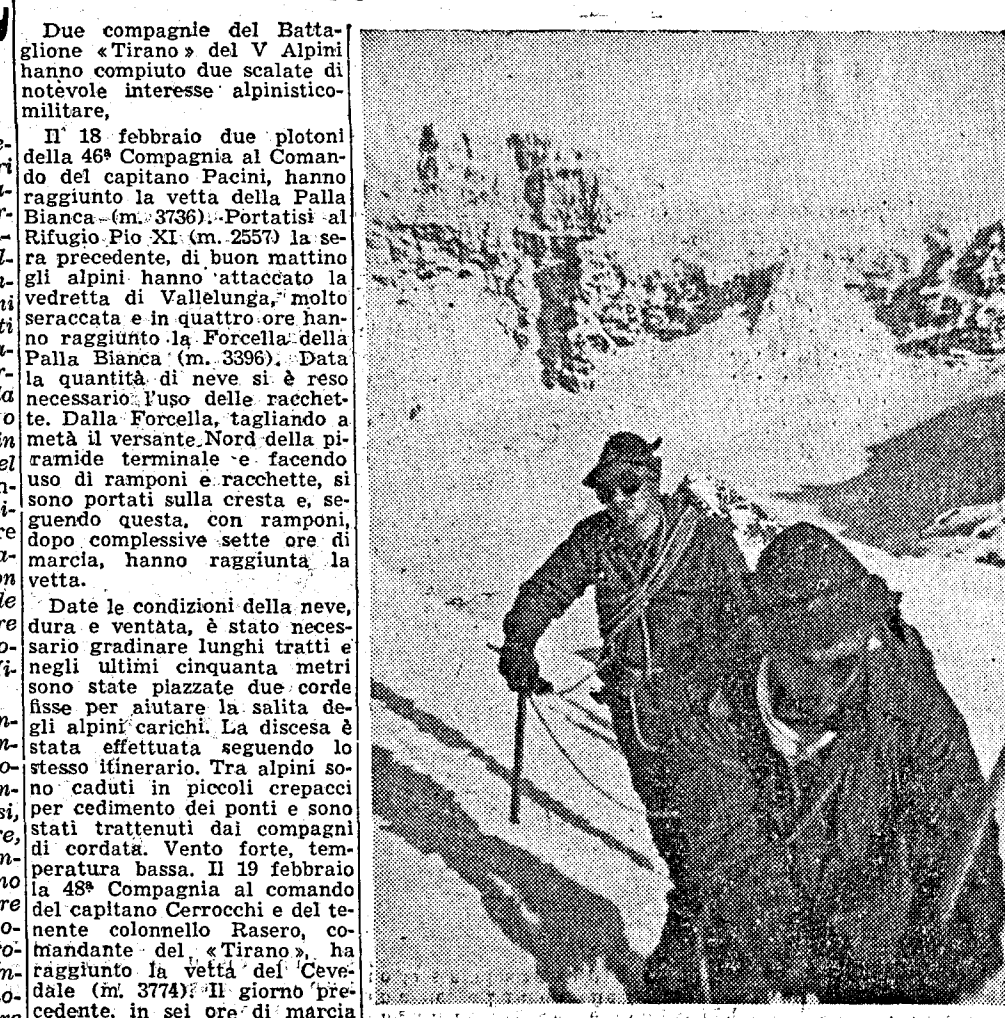 Due compagnie del Batta-
glione «Tirano» del V Alpini
hanno compiuto due scalate di
notevole interesse alpinistico-
militare,
Il 18 febbraio due plotoni
della 46ª Compagnia al Coman-
do del capitano Pacini, hanno
raggiunto la vetta della Palla
Bianca (m. 3736). Portatisi al
Rifugio Pio XI (m. 2557) la se-
ra precedente, di buon mattino
gli alpini hanno attaccato la
vedretta di Vallelunga, molto
seraccata e in quattro ore han-
no raggiunto la Forcella della
Palla Bianca (m. 3396). Data
la quantità di neve si è reso
necessario l'uso delle racchet-
te. Dalla Forcella, tagliando a
metà il versante Nord della pi-
ramide terminale e facendo
uso di ramponi e racchette, si
sono portati sulla cresta e, se-
guendo questa, con ramponi,
dopo complessive sette ore di
marcia, hanno raggiunta la
vetta.
Date le condizioni della neve,
dura e ventata, è stato neces-
sario gradinare lunghi tratti e
negli ultimi cinquanta metri
sono state piazzate due corde
fisse per aiutare la salita de-
gli alpini carichi. La discesa è
stata effettuata seguendo lo
stesso itinerario. Tra alpini so-
no caduti in piccoli crepacci
per cedimento dei ponti e sono
stati trattenuti dai compagni
di cordata. Vento forte, tem-
peratura bassa. Il 19 febbraio
la 48ª Compagnia al comando
del capitano Cerrocchi e del te-
nente colonnello Rasero, co-
mandante del «Tirano», ha
raggiunto la vetta del Ceve-
dale (m. 3774). Il giorno pre-
cedente, in sei ore di marcia